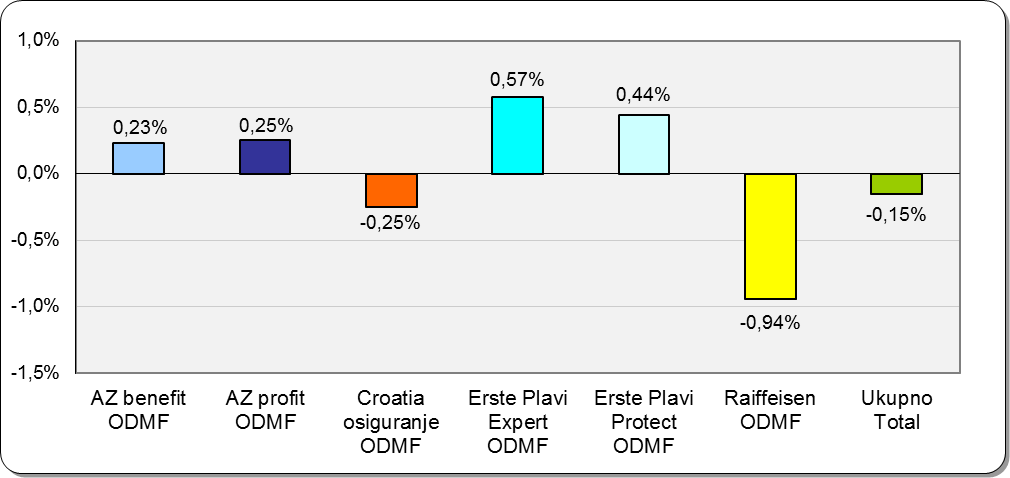 1,0%
0,5%
0,0%
-0,5%
-1,0%
-1,5%
0,23%
0,25%
-0,25%
0,57%
0,44%
-0,94%
-0,15%
AZ benefit
ODMF
AZ profit
ODMF
Croatia
osiguranje
ODMF
Erste Plavi
Expert
ODMF
Erste Plavi
Protect
ODMF
Raiffeisen
ODMF
Ukupno
Total